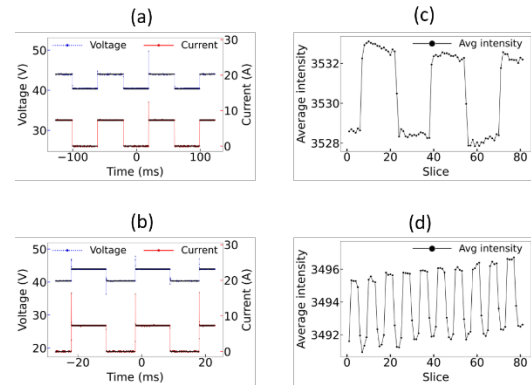 (a)
Voltage
Current
50
40
30
30
20
10
0
Voltage (V)
Current (A)
−100
0
100
Time (ms)
(c)
Avg intensity
3532
3530
3528
Average intensity
0
20
40
60
80
Slice
(b)
Voltage
Current
50
40
30
20
30
20
10
0
Voltage (V)
Current (A)
−20
0
20
Time (ms)
(d)
Avg intensity
3496
3494
3492
Average intensity
0
20
40
60
80
Slice